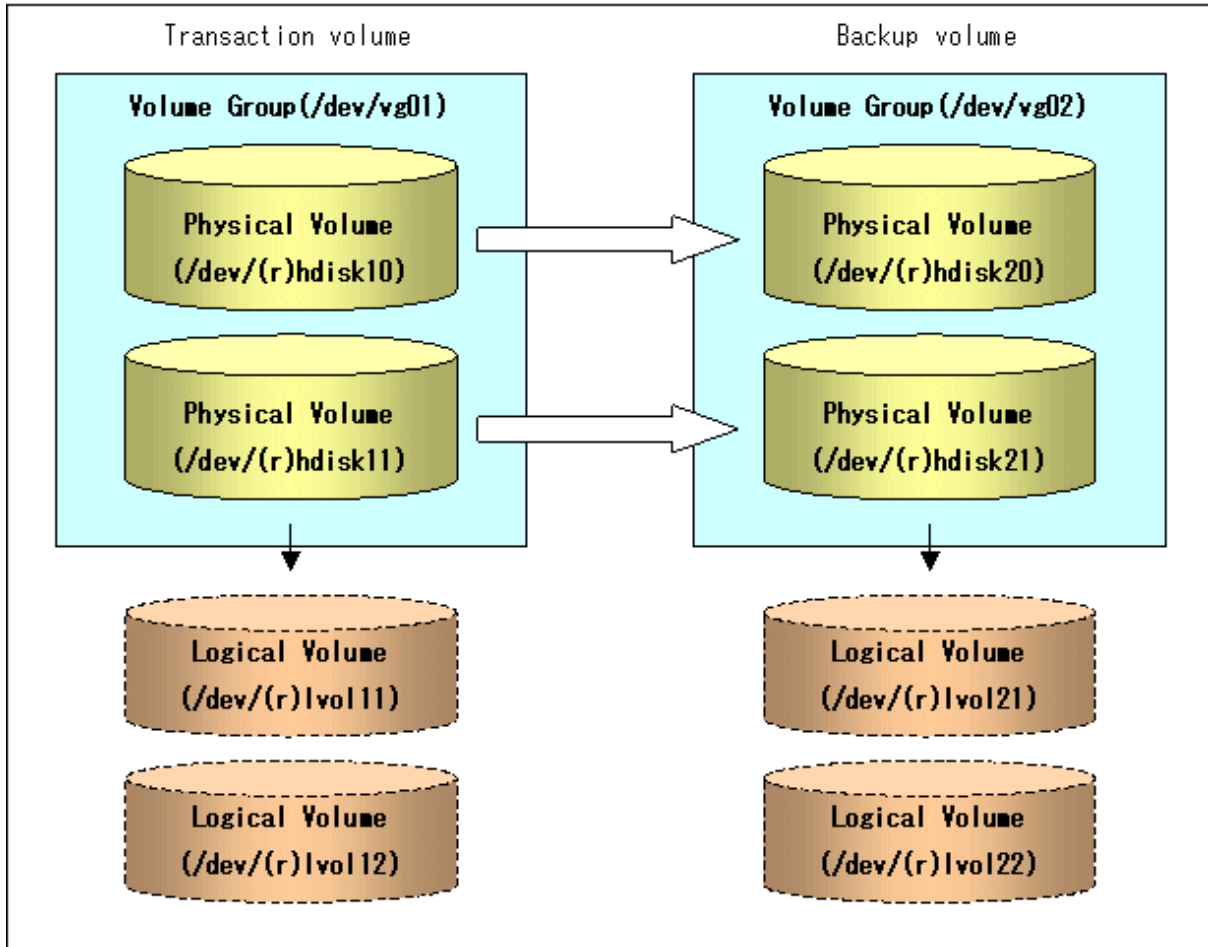 Transaction volume
Volume Group(/dev/vg01)
Physical Volume
(/dev/(r)hdisk10)
Physical Volume
(/dev/(r)hdisk11)
Logical Volume
(/dev/(r)lvol11)
Logical Volume
(/dev/(r)lvol12)
Backup volume
Volume Group(/dev/vg02)
Physical Volume
(/dev/(r)hdisk20)
Physical Volume
(/dev/(r)hdisk21)
Logical Volume
(/dev/(r)lvol21)
Logical Volume
(/dev/(r)lvol22)